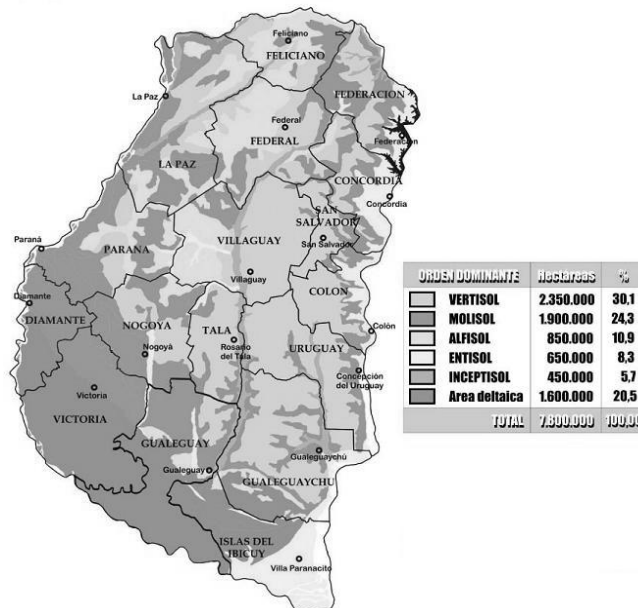 Feliciano
FELICIANO
La Paz
FEDERACION
Federal
FEDERAL
Federación
LA PAZ
CONCORDIA
Concordia
SAN
SALVADOR
San Salvador
Paraná
PARANA
VILLAGUAY
Villaguay
COLON
Diamante
DIAMANTE
NOGOYA
TALA
Colón
URUGUAY
Nogoyá
Rosario
del Tala
Concepción
del Uruguay
Victoria
VICTORIA
GUALEGUAY
Gualeguay
Gualeguaychú
GUALEGUAYCHU
ISLAS DEL
IBICUY
Villa Paranacito
ORDEN DOMINANTE Hectáreas %
VERTISOL 2.350.000 30,1
MOLISOL 1.900.000 24,3
ALFISOL 850.000 10,9
ENTISOL 650.000 8,3
INCEPTISOL 450.000 5,7
Area deltaica 1.600.000 20,5
TOTAL 7.800.000 100,00